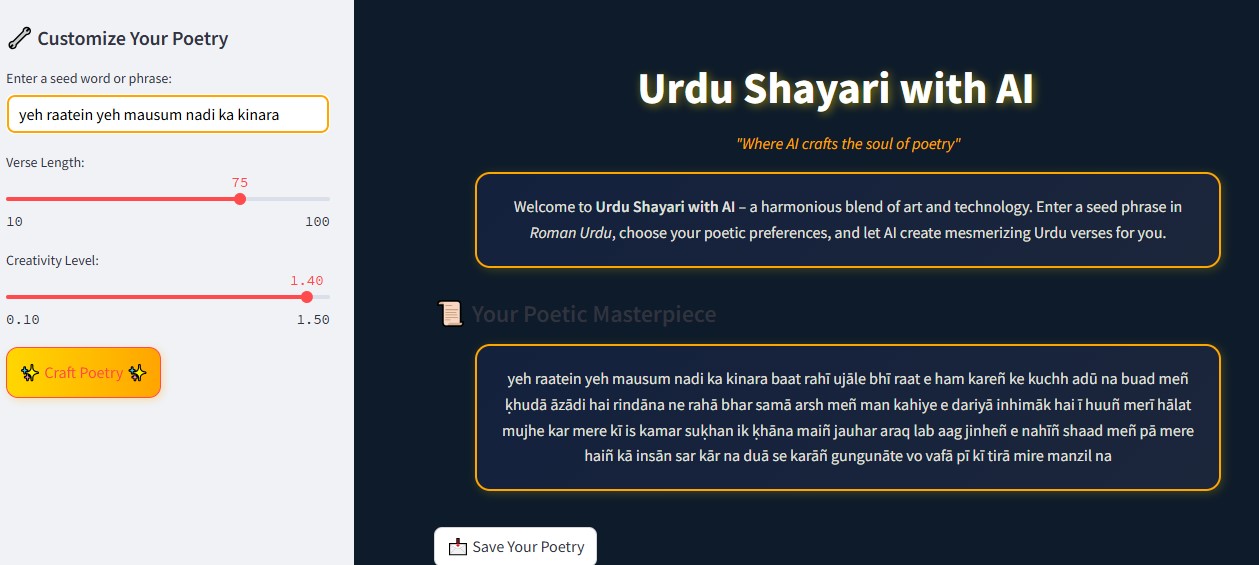 Customize Your Poetry
Enter a seed word or phrase:
yeh raatein yeh mausum nadi ka kinara
Verse Length:
75
10 100
Creativity Level:
1.40
0.10 1.50
✨ Craft Poetry ✨
Urdu Shayari with AI
"Where AI crafts the soul of poetry"
Welcome to Urdu Shayari with AI – a harmonious blend of art and technology. Enter a seed phrase in
Roman Urdu, choose your poetic preferences, and let AI create mesmerizing Urdu verses for you.
Your Poetic Masterpiece
yeh raatein yeh mausum nadi ka kinara baat rahī ujāle bhī raat e ham kareñ ke kuchh adū na buad meñ
ḳhudā āzādi hai rindāna ne rahā bhar samā arsh meñ man kahiye e dariyā inhimāk hai ī huuñ merī hālat
mujhe kar mere kī is kamar suḳhan ik ḳhāna maiñ jauhar araq lab aag jinheñ e nahīñ shaad meñ pā mere
haiñ kā insān sar kār na duā se karāñ gungunāte vo vafā pī kī tirā mire manzil na
Save Your Poetry